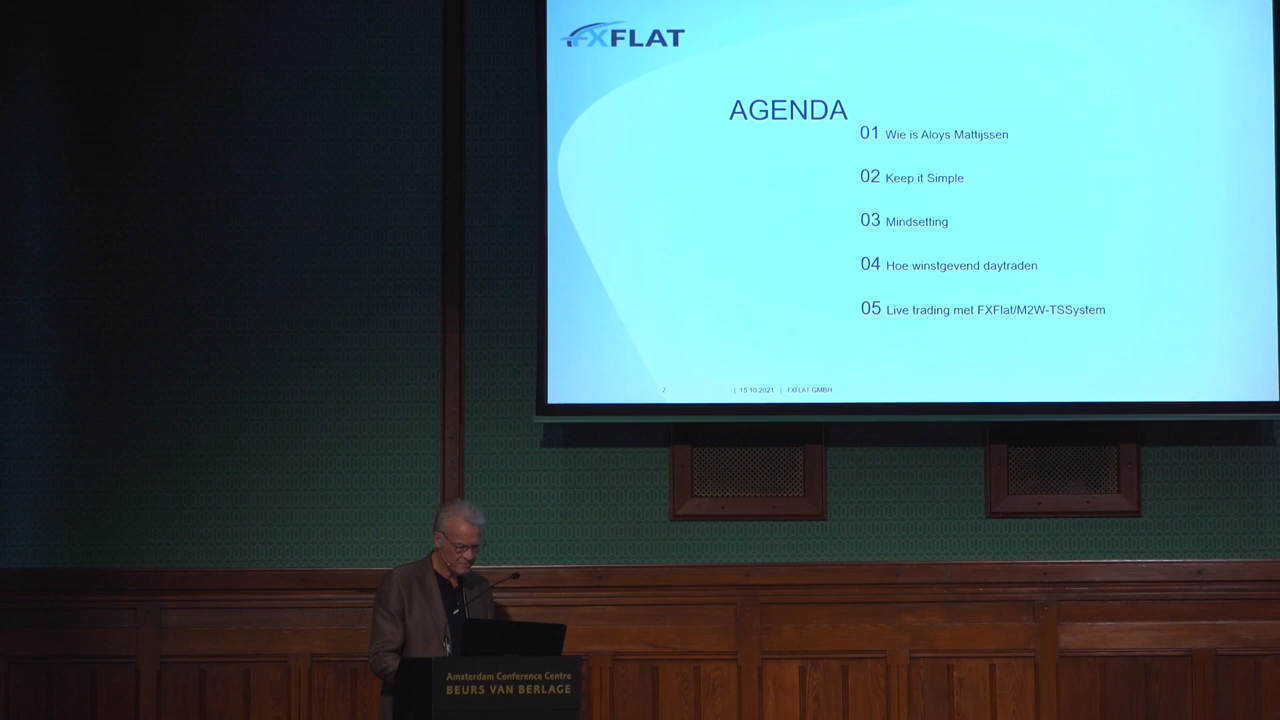 FXFLAT
AGENDA
01 Wie is Aloys Mattijssen
02 Keep it Simple
03 Mindsetting
04 Hoe winstgevend daytraden
05 Live trading met FXFlat/M2W-TSSystem
2 | 15.10.2021 | FXFLAT GMBH
Amsterdam Conference Centre
BEURS VAN BERLAGE